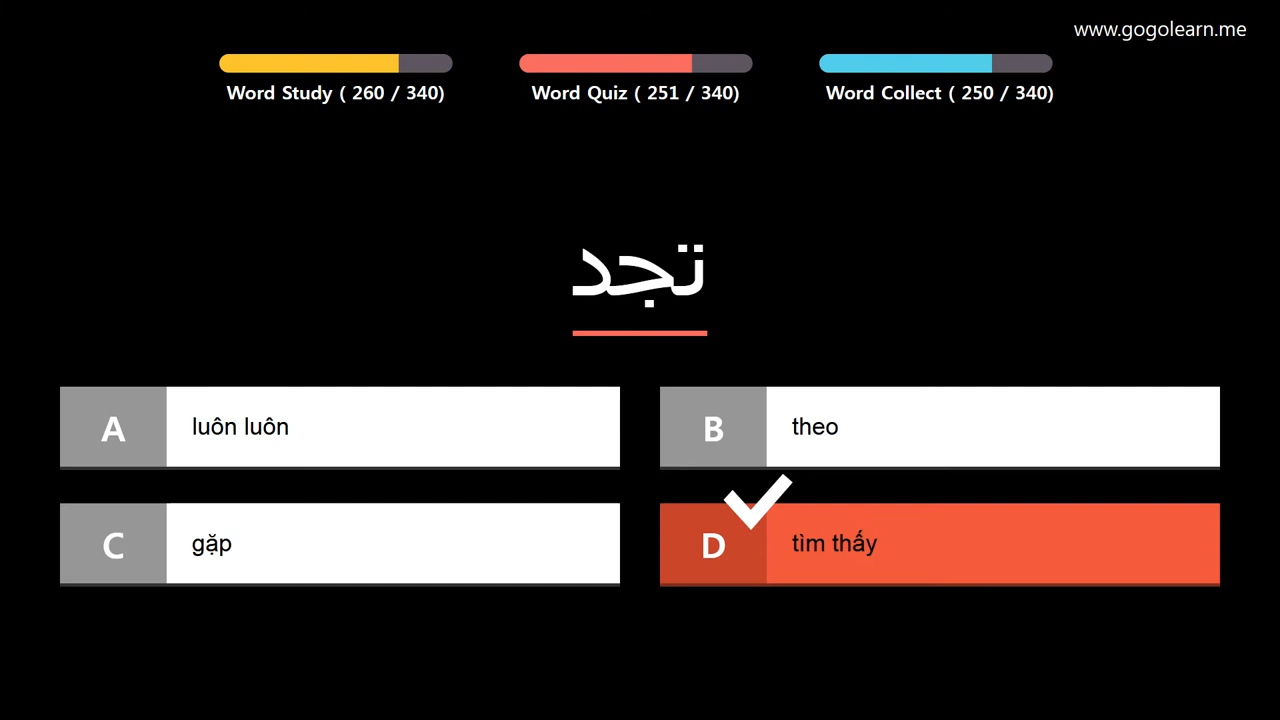 www.gogolearn.me
Word Study ( 260 / 340)
Word Quiz ( 251 / 340)
Word Collect ( 250 / 340)
تجد
A luôn luôn
B theo
C gặp
D tìm thấy